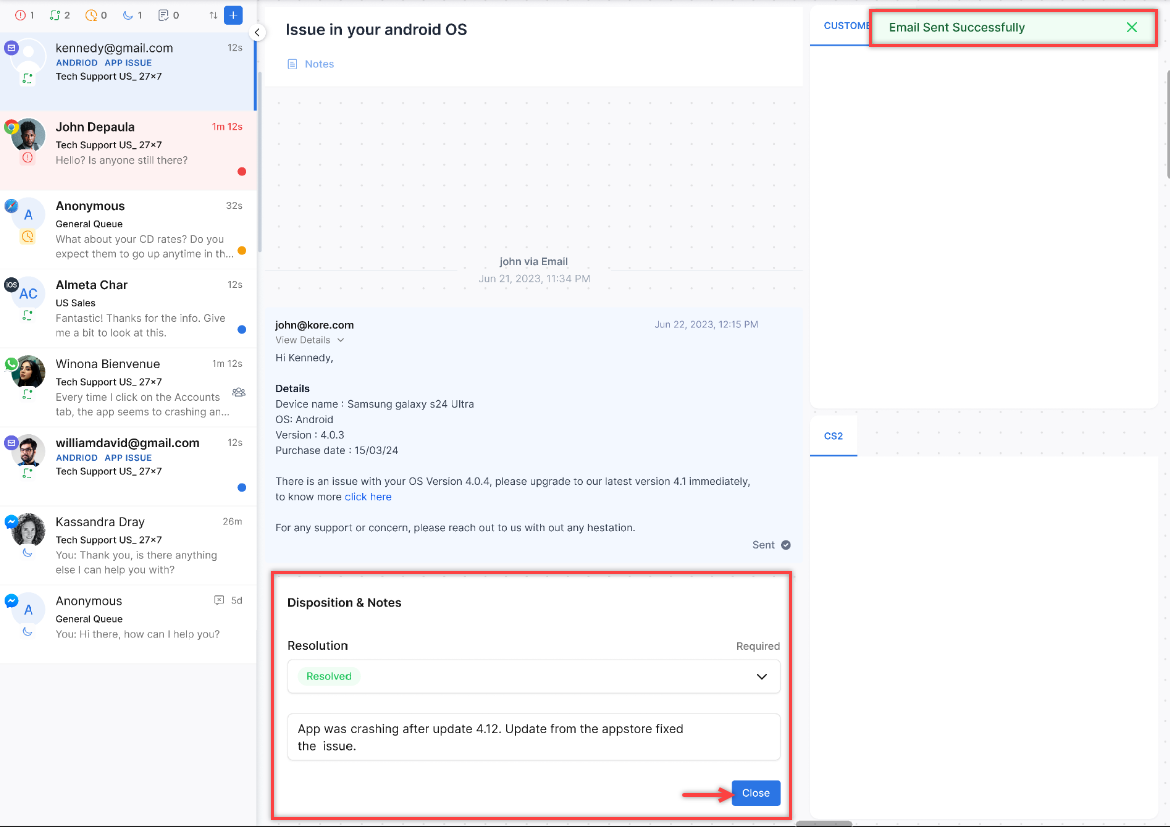 1 2 0 1 0
kennedy@gmail.com 12s
ANDRIOD APP ISSUE
Tech Support US_ 27×7
John Depaula 1m 12s
Tech Support US_ 27×7
Hello? Is anyone still there?
A
Anonymous 32s
General Queue
What about your CD rates? Do you
expect them to go up anytime in th...
iOS
AC
Almeta Char 12s
US Sales
Fantastic! Thanks for the info. Give
me a bit to look at this.
Winona Bienvenue 1m 12s
Tech Support US_ 27×7
Every time I click on the Accounts
tab, the app seems to crashing an...
williamdavid@gmail.com 12s
ANDRIOD APP ISSUE
Tech Support US_ 27×7
Kassandra Dray 26m
Tech Support US_ 27×7
You: Thank you, is there anything
else I can help you with?
A
Anonymous 5d
General Queue
You: Hi there, how can I help you?
Issue in your android OS
Notes
john via Email
Jun 21, 2023, 11:34 PM
john@kore.com Jun 22, 2023, 12:15 PM
View Details
Hi Kennedy,
Details
Device name : Samsung galaxy s24 Ultra
OS: Android
Version : 4.0.3
Purchase date : 15/03/24
There is an issue with your OS Version 4.0.4, please upgrade to our latest version 4.1 immediately,
to know more click here
For any support or concern, please reach out to us with out any hestation.
Sent
Disposition & Notes
Resolution Required
Resolved
App was crashing after update 4.12. Update from the appstore fixed
the issue.
Close
CUSTOME
Email Sent Successfully
CS2